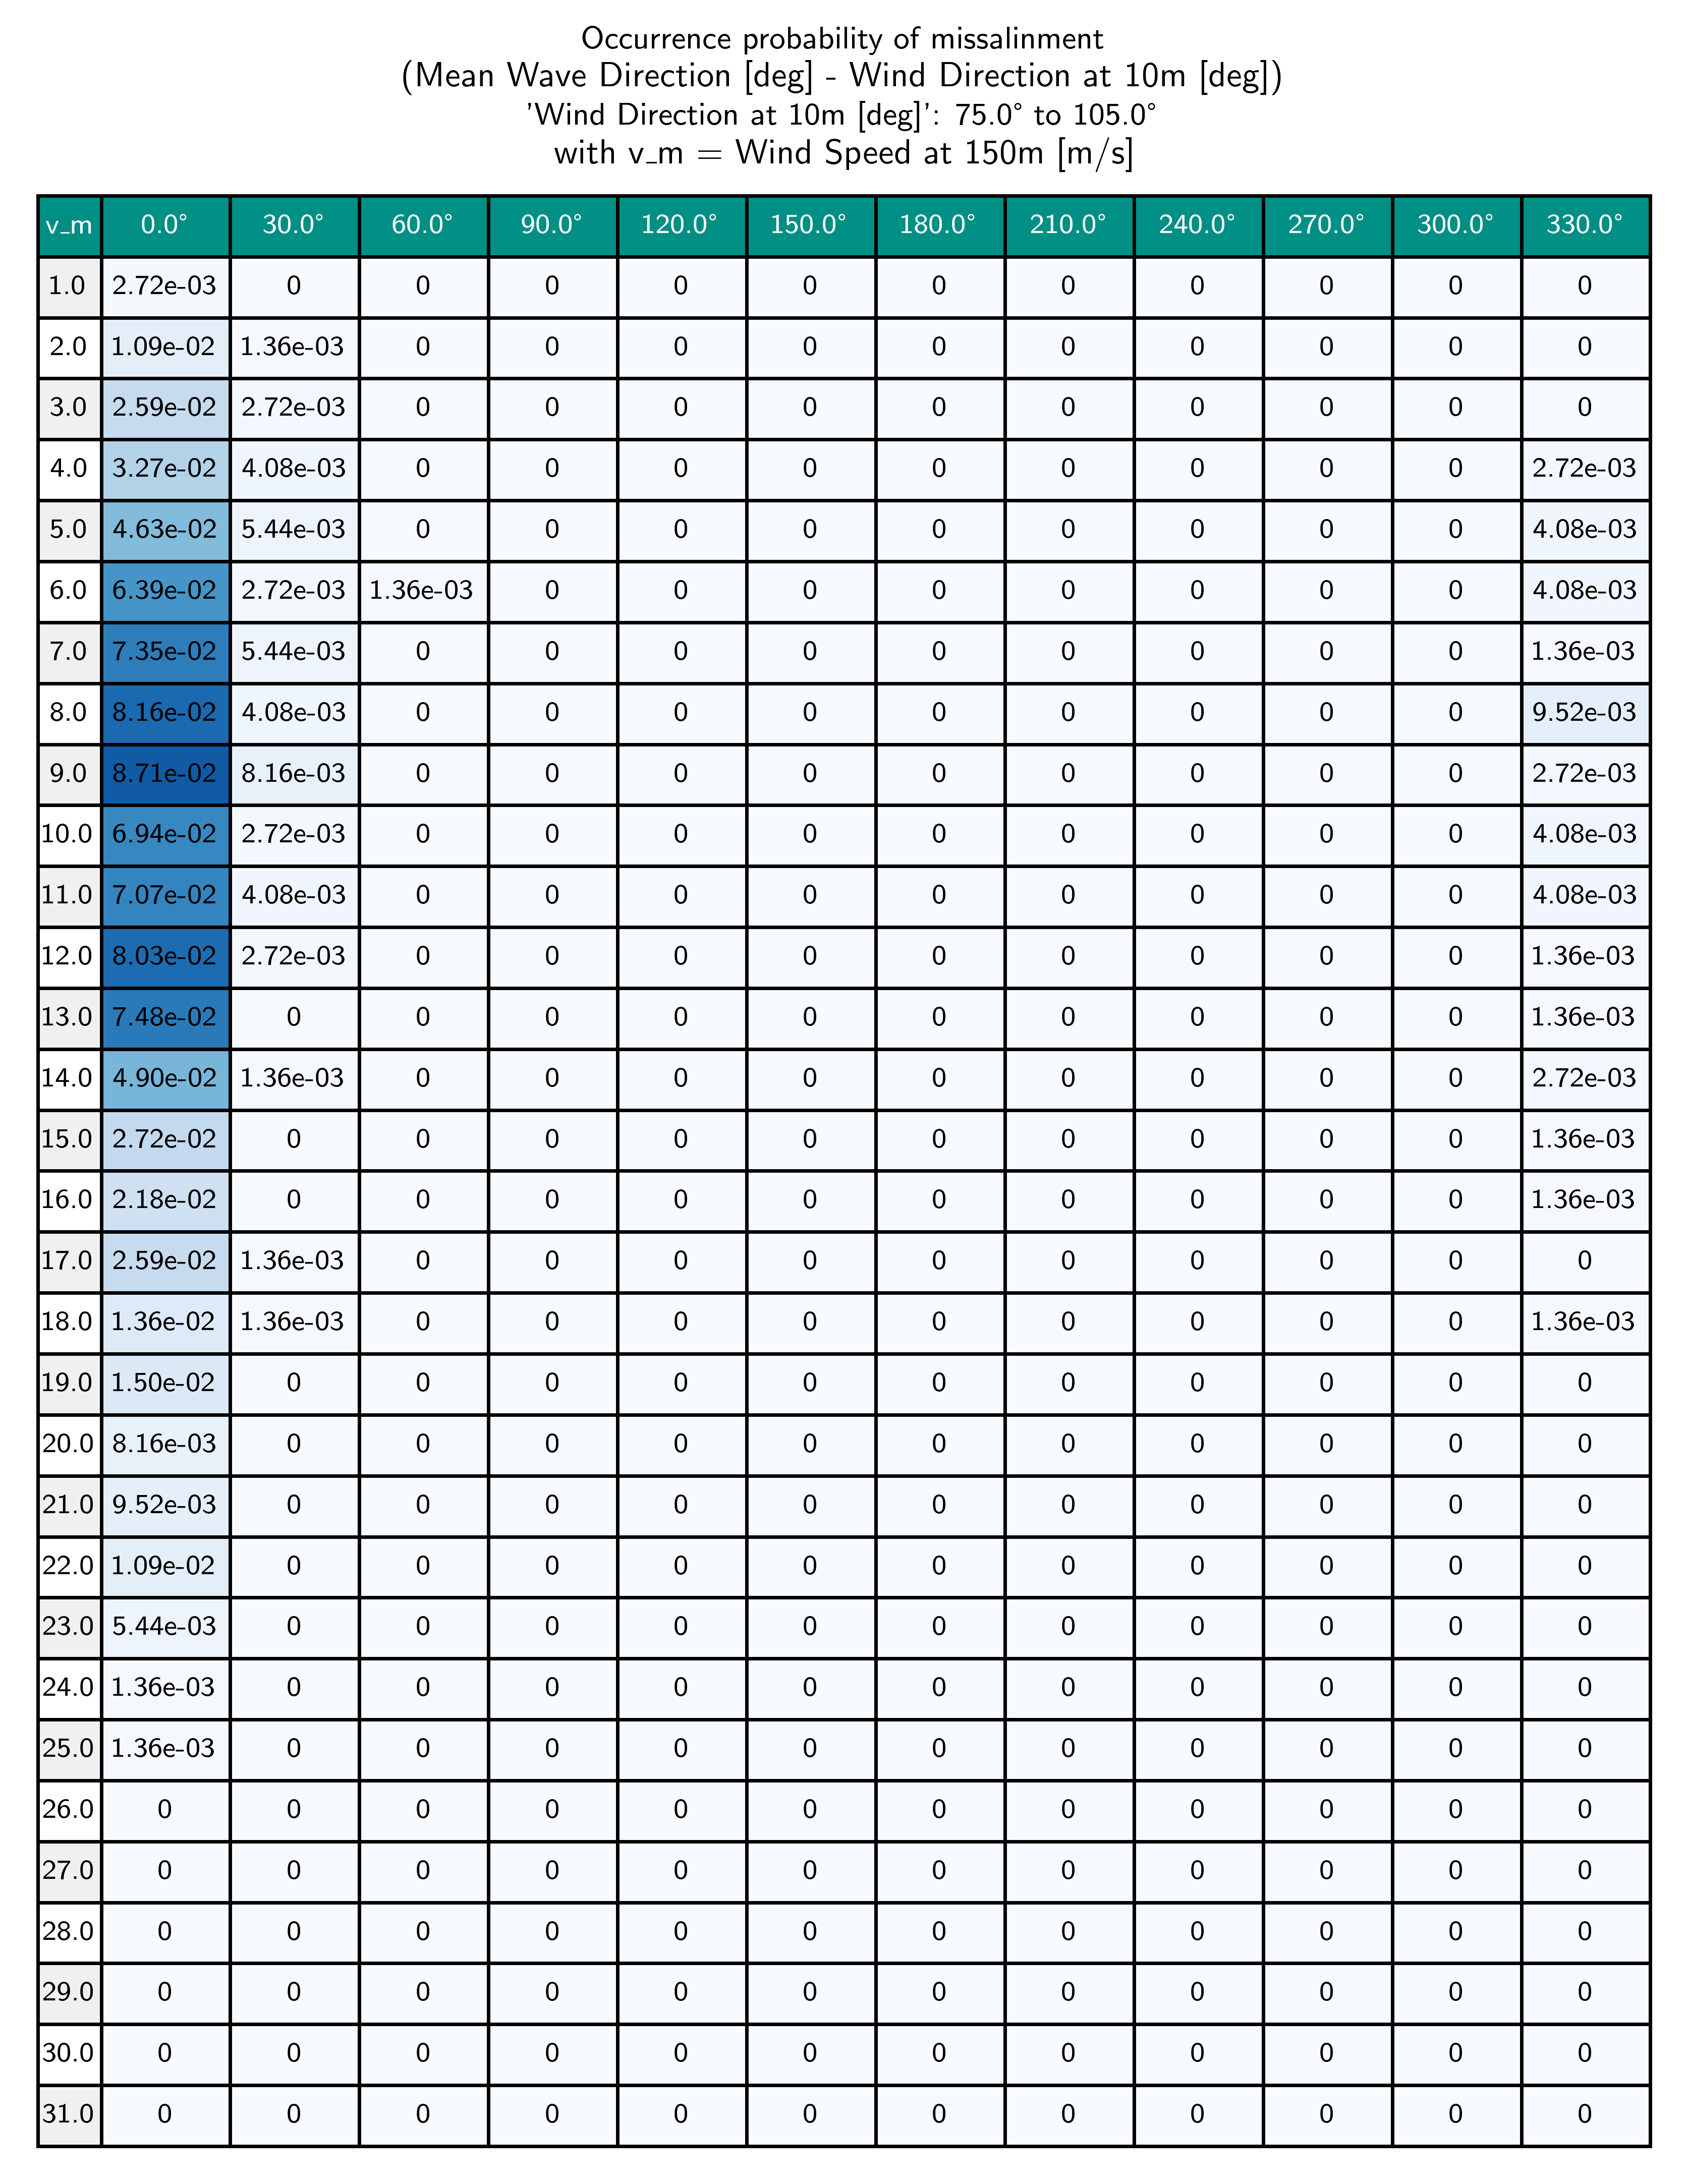 Occurrence probability of missalinment
(Mean Wave Direction [deg] - Wind Direction at 10m [deg])
'Wind Direction at 10m [deg]': 75.0° to 105.0°
with v_m = Wind Speed at 150m [m/s]
v_m 0.0° 30.0° 60.0° 90.0° 120.0° 150.0° 180.0° 210.0° 240.0° 270.0° 300.0° 330.0°
1.0 2.72e-03 0 0 0 0 0 0 0 0 0 0 0
2.0 1.09e-02 1.36e-03 0 0 0 0 0 0 0 0 0 0
3.0 2.59e-02 2.72e-03 0 0 0 0 0 0 0 0 0 0
4.0 3.27e-02 4.08e-03 0 0 0 0 0 0 0 0 0 2.72e-03
5.0 4.63e-02 5.44e-03 0 0 0 0 0 0 0 0 0 4.08e-03
6.0 6.39e-02 2.72e-03 1.36e-03 0 0 0 0 0 0 0 0 4.08e-03
7.0 7.35e-02 5.44e-03 0 0 0 0 0 0 0 0 0 1.36e-03
8.0 8.16e-02 4.08e-03 0 0 0 0 0 0 0 0 0 9.52e-03
9.0 8.71e-02 8.16e-03 0 0 0 0 0 0 0 0 0 2.72e-03
10.0 6.94e-02 2.72e-03 0 0 0 0 0 0 0 0 0 4.08e-03
11.0 7.07e-02 4.08e-03 0 0 0 0 0 0 0 0 0 4.08e-03
12.0 8.03e-02 2.72e-03 0 0 0 0 0 0 0 0 0 1.36e-03
13.0 7.48e-02 0 0 0 0 0 0 0 0 0 0 1.36e-03
14.0 4.90e-02 1.36e-03 0 0 0 0 0 0 0 0 0 2.72e-03
15.0 2.72e-02 0 0 0 0 0 0 0 0 0 0 1.36e-03
16.0 2.18e-02 0 0 0 0 0 0 0 0 0 0 1.36e-03
17.0 2.59e-02 1.36e-03 0 0 0 0 0 0 0 0 0 0
18.0 1.36e-02 1.36e-03 0 0 0 0 0 0 0 0 0 1.36e-03
19.0 1.50e-02 0 0 0 0 0 0 0 0 0 0 0
20.0 8.16e-03 0 0 0 0 0 0 0 0 0 0 0
21.0 9.52e-03 0 0 0 0 0 0 0 0 0 0 0
22.0 1.09e-02 0 0 0 0 0 0 0 0 0 0 0
23.0 5.44e-03 0 0 0 0 0 0 0 0 0 0 0
24.0 1.36e-03 0 0 0 0 0 0 0 0 0 0 0
25.0 1.36e-03 0 0 0 0 0 0 0 0 0 0 0
26.0 0 0 0 0 0 0 0 0 0 0 0 0
27.0 0 0 0 0 0 0 0 0 0 0 0 0
28.0 0 0 0 0 0 0 0 0 0 0 0 0
29.0 0 0 0 0 0 0 0 0 0 0 0 0
30.0 0 0 0 0 0 0 0 0 0 0 0 0
31.0 0 0 0 0 0 0 0 0 0 0 0 0